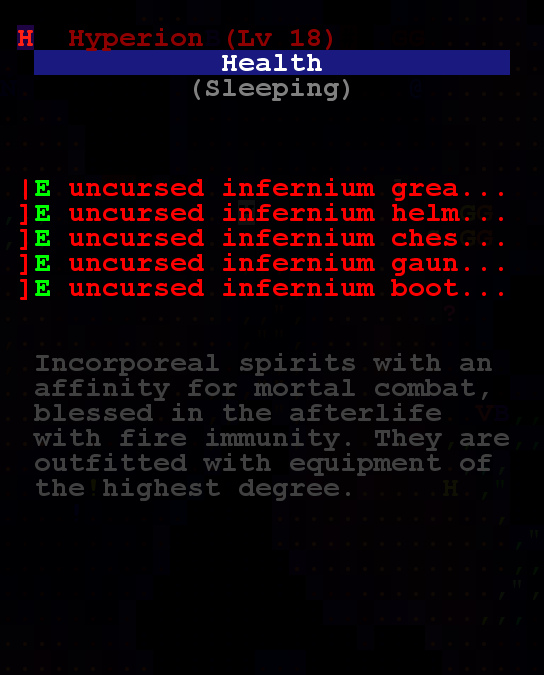 H Hyperion (Lv 18)
Health
(Sleeping)
|E uncursed infernium grea...
]E uncursed infernium helm...
]E uncursed infernium ches...
]E uncursed infernium gaun...
]E uncursed infernium boot...
Incorporeal spirits with an
affinity for mortal combat,
blessed in the afterlife
with fire immunity. They are
outfitted with equipment of
the highest degree.